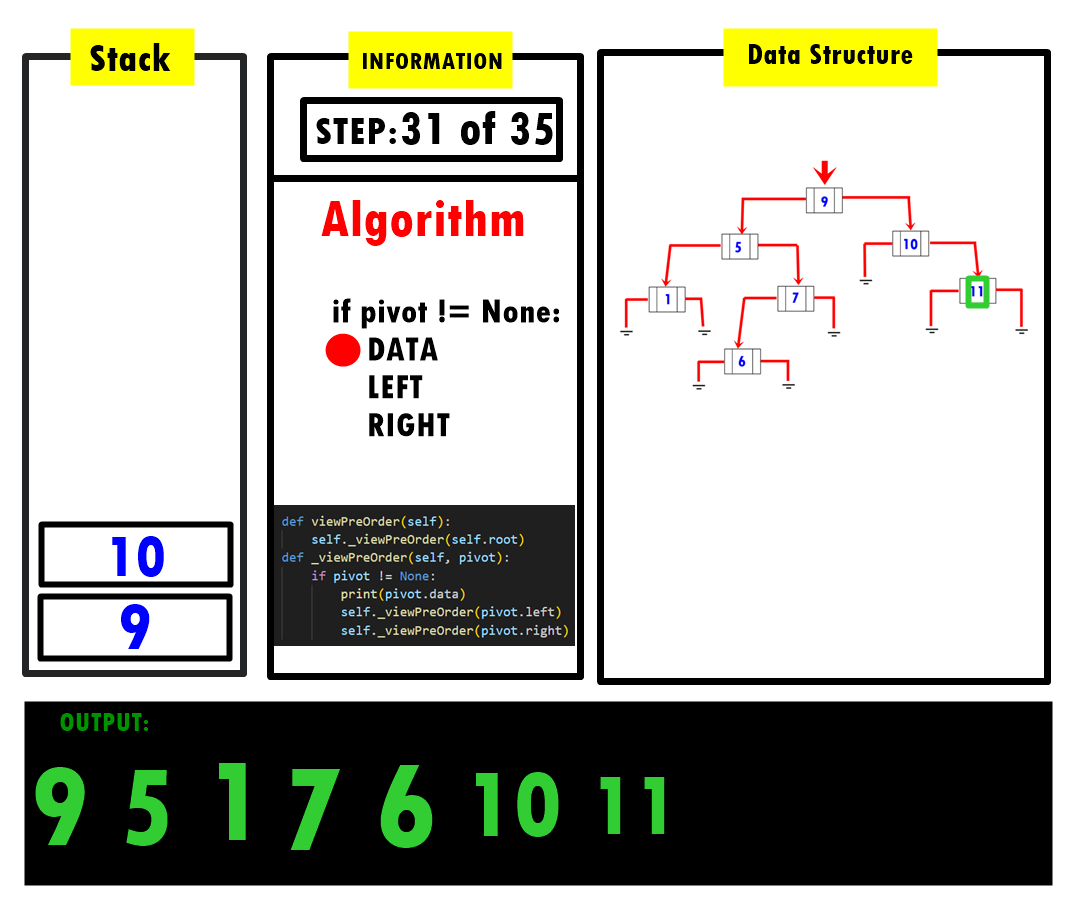 Stack
10
9
INFORMATION
STEP:31 of 35
Algorithm
if pivot != None:
DATA
LEFT
RIGHT
def viewPreOrder(self):
self._viewPreOrder(self.root)
def _viewPreOrder(self, pivot):
if pivot != None:
print(pivot.data)
self._viewPreOrder(pivot.left)
self._viewPreOrder(pivot.right)
Data Structure
9
5
10
1
7
11
6
OUTPUT:
9 5 1 7 6 10 11